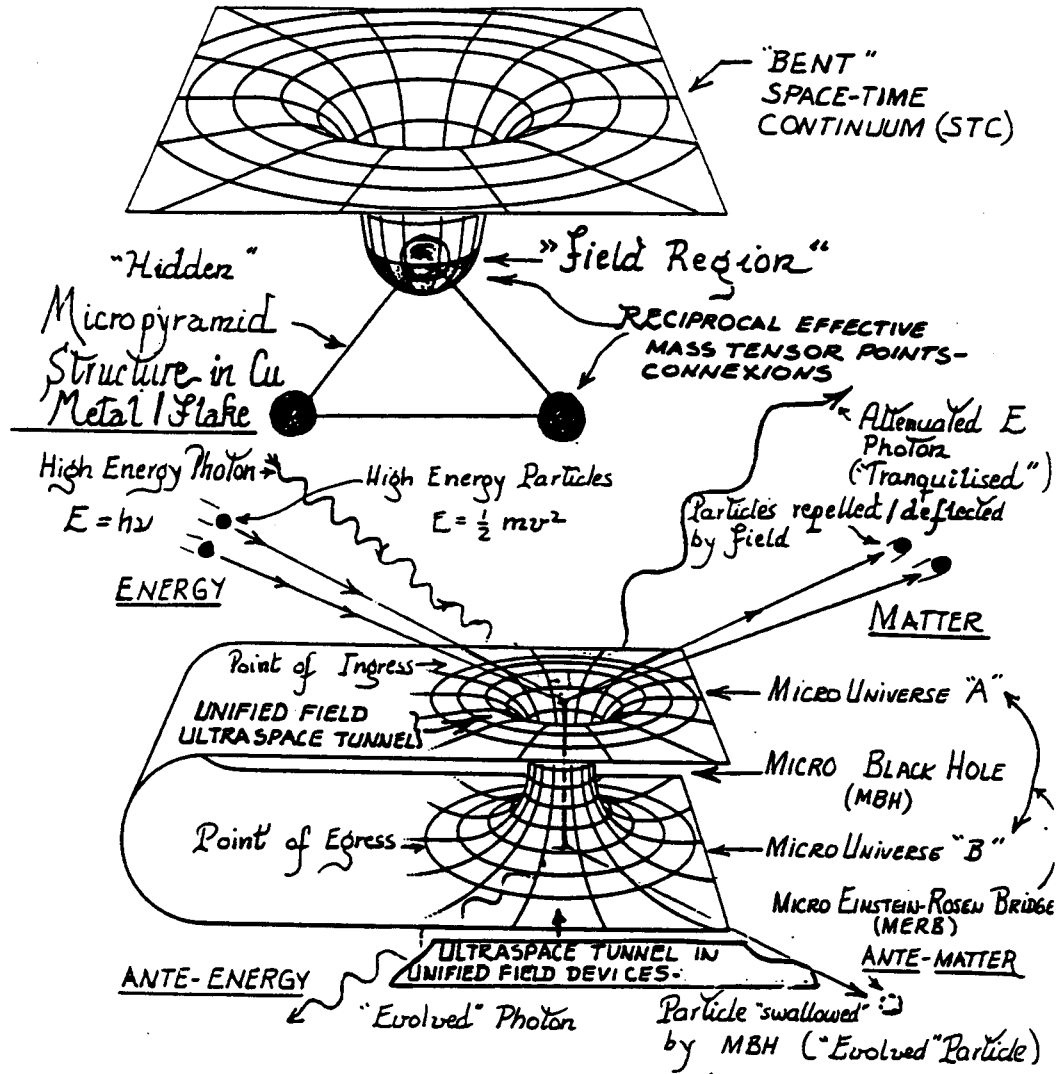 "BENT"
SPACE-TIME
CONTINUUM (STC)
"Hidden"
Micropyramid
Structure in Cu
Metal / Flake
»Field Region“
RECIPROCAL EFFECTIVE
MASS TENSOR POINTS-
CONNEXIONS
High Energy Photon
E = hν
High Energy Particles
E = ½ mv²
Attenuated E
Photon
("Tranquilised")
Particles repelled / deflected
by field
ENERGY
MATTER
Point of Ingress
UNIFIED FIELD
ULTRASPACE TUNNEL
MICRO UNIVERSE "A"
MICRO BLACK HOLE
(MBH)
Point of Egress
MICRO UNIVERSE "B"
MICRO EINSTEIN-ROSEN BRIDGE
(MERB)
ULTRASPACE TUNNEL IN
UNIFIED FIELD DEVICES-
ANTE-ENERGY
ANTE-MATTER
"Evolved" Photon
Particle "swallowed"
by MBH ("Evolved" Particle)